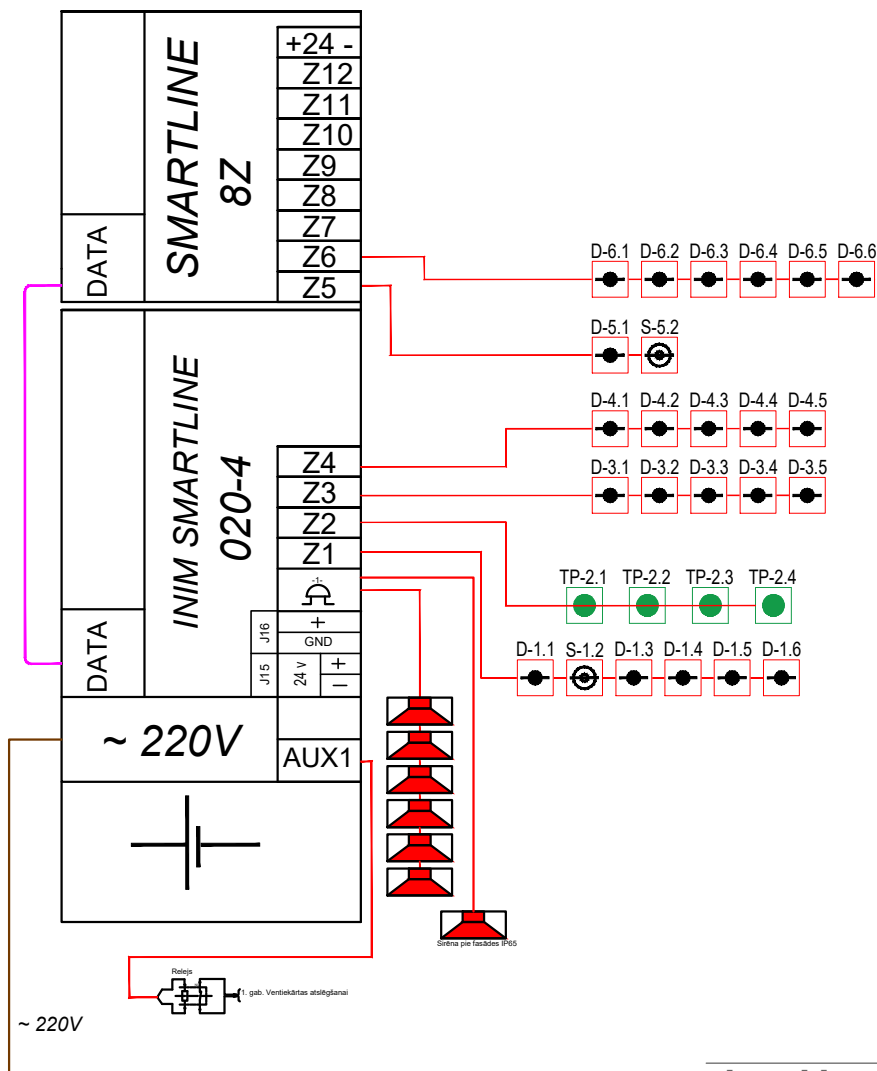 SMARTLINE
8Z
DATA
+24 -
Z12
Z11
Z10
Z9
Z8
Z7
Z6
Z5
D-6.1 D-6.2 D-6.3 D-6.4 D-6.5 D-6.6
D-5.1 S-5.2
INIM SMARTLINE
020-4
DATA
Z4
Z3
Z2
Z1
-1-
J16
+
GND
J15
24 v
+
−
D-4.1 D-4.2 D-4.3 D-4.4 D-4.5
D-3.1 D-3.2 D-3.3 D-3.4 D-3.5
TP-2.1 TP-2.2 TP-2.3 TP-2.4
D-1.1 S-1.2 D-1.3 D-1.4 D-1.5 D-1.6
~ 220V
AUX1
Sirēna pie fasādes IP65
Relejs
1. gab. Ventiekārtas atslēgšanai
~ 220V